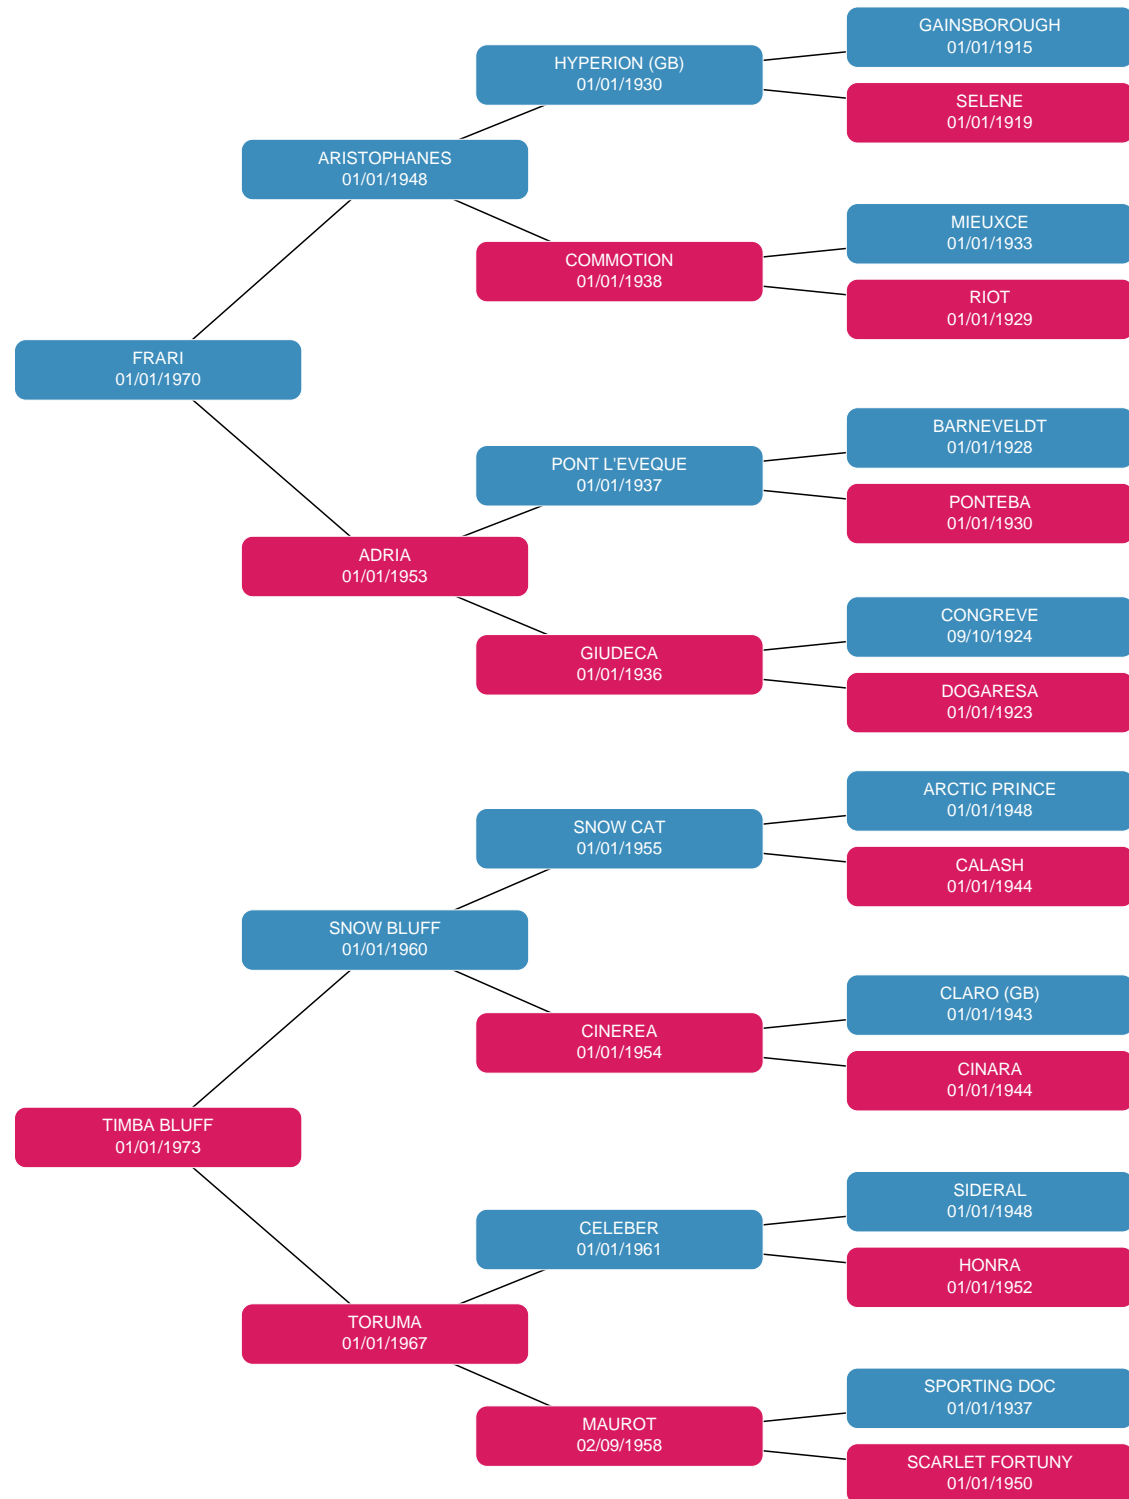 GAINSBOROUGH
01/01/1915
HYPERION (GB)
01/01/1930
SELENE
01/01/1919
ARISTOPHANES
01/01/1948
MIEUXCE
01/01/1933
COMMOTION
01/01/1938
RIOT
01/01/1929
FRARI
01/01/1970
BARNEVELDT
01/01/1928
PONT L'EVEQUE
01/01/1937
PONTEBA
01/01/1930
ADRIA
01/01/1953
CONGREVE
09/10/1924
GIUDECA
01/01/1936
DOGARESA
01/01/1923
ARCTIC PRINCE
01/01/1948
SNOW CAT
01/01/1955
CALASH
01/01/1944
SNOW BLUFF
01/01/1960
CLARO (GB)
01/01/1943
CINEREA
01/01/1954
CINARA
01/01/1944
TIMBA BLUFF
01/01/1973
SIDERAL
01/01/1948
CELEBER
01/01/1961
HONRA
01/01/1952
TORUMA
01/01/1967
SPORTING DOC
01/01/1937
MAUROT
02/09/1958
SCARLET FORTUNY
01/01/1950